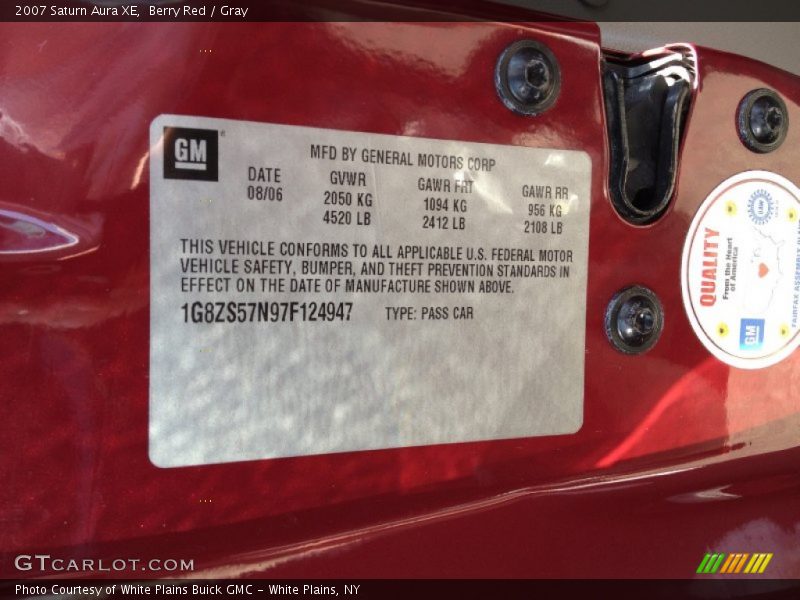 2007 Saturn Aura XE, Berry Red / Gray
GM
MFD BY GENERAL MOTORS CORP
DATE GVWR GAWR FRT GAWR RR
08/06 2050 KG 1094 KG 956 KG
4520 LB 2412 LB 2108 LB
THIS VEHICLE CONFORMS TO ALL APPLICABLE U.S. FEDERAL MOTOR
VEHICLE SAFETY, BUMPER, AND THEFT PREVENTION STANDARDS IN
EFFECT ON THE DATE OF MANUFACTURE SHOWN ABOVE.
1G8ZS57N97F124947 TYPE: PASS CAR
QUALITY
From the Heart
of America
UAW
GM
FAIRFAX ASSEMBLY
GTCARLOT.COM
Photo Courtesy of White Plains Buick GMC - White Plains, NY